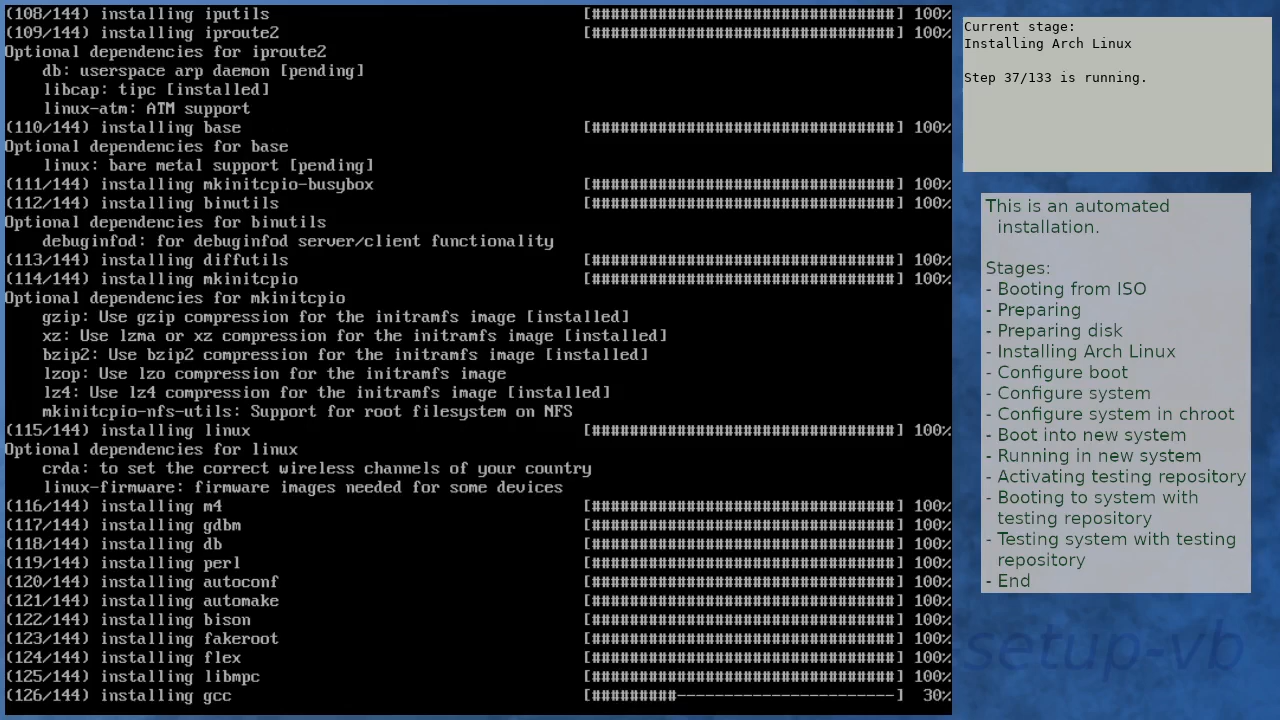 (108/144) installing iputils [################################] 100%
(109/144) installing iproute2 [################################] 100%
Optional dependencies for iproute2
    db: userspace arp daemon [pending]
    libcap: tipc [installed]
    linux-atm: ATM support
(110/144) installing base [################################] 100%
Optional dependencies for base
    linux: bare metal support [pending]
(111/144) installing mkinitcpio-busybox [################################] 100%
(112/144) installing binutils [################################] 100%
Optional dependencies for binutils
    debuginfod: for debuginfod server/client functionality
(113/144) installing diffutils [################################] 100%
(114/144) installing mkinitcpio [################################] 100%
Optional dependencies for mkinitcpio
    gzip: Use gzip compression for the initramfs image [installed]
    xz: Use lzma or xz compression for the initramfs image [installed]
    bzip2: Use bzip2 compression for the initramfs image [installed]
    lzop: Use lzo compression for the initramfs image
    lz4: Use lz4 compression for the initramfs image [installed]
    mkinitcpio-nfs-utils: Support for root filesystem on NFS
(115/144) installing linux [################################] 100%
Optional dependencies for linux
    crda: to set the correct wireless channels of your country
    linux-firmware: firmware images needed for some devices
(116/144) installing m4 [################################] 100%
(117/144) installing gdbm [################################] 100%
(118/144) installing db [################################] 100%
(119/144) installing perl [################################] 100%
(120/144) installing autoconf [################################] 100%
(121/144) installing automake [################################] 100%
(122/144) installing bison [################################] 100%
(123/144) installing fakeroot [################################] 100%
(124/144) installing flex [################################] 100%
(125/144) installing libmpc [################################] 100%
(126/144) installing gcc [#########-----------------------] 30%
Current stage:
Installing Arch Linux
Step 37/133 is running.
This is an automated
installation.
Stages:
- Booting from ISO
- Preparing
- Preparing disk
- Installing Arch Linux
- Configure boot
- Configure system
- Configure system in chroot
- Boot into new system
- Running in new system
- Activating testing repository
- Booting to system with
testing repository
- Testing system with testing
repository
- End
setup-vb